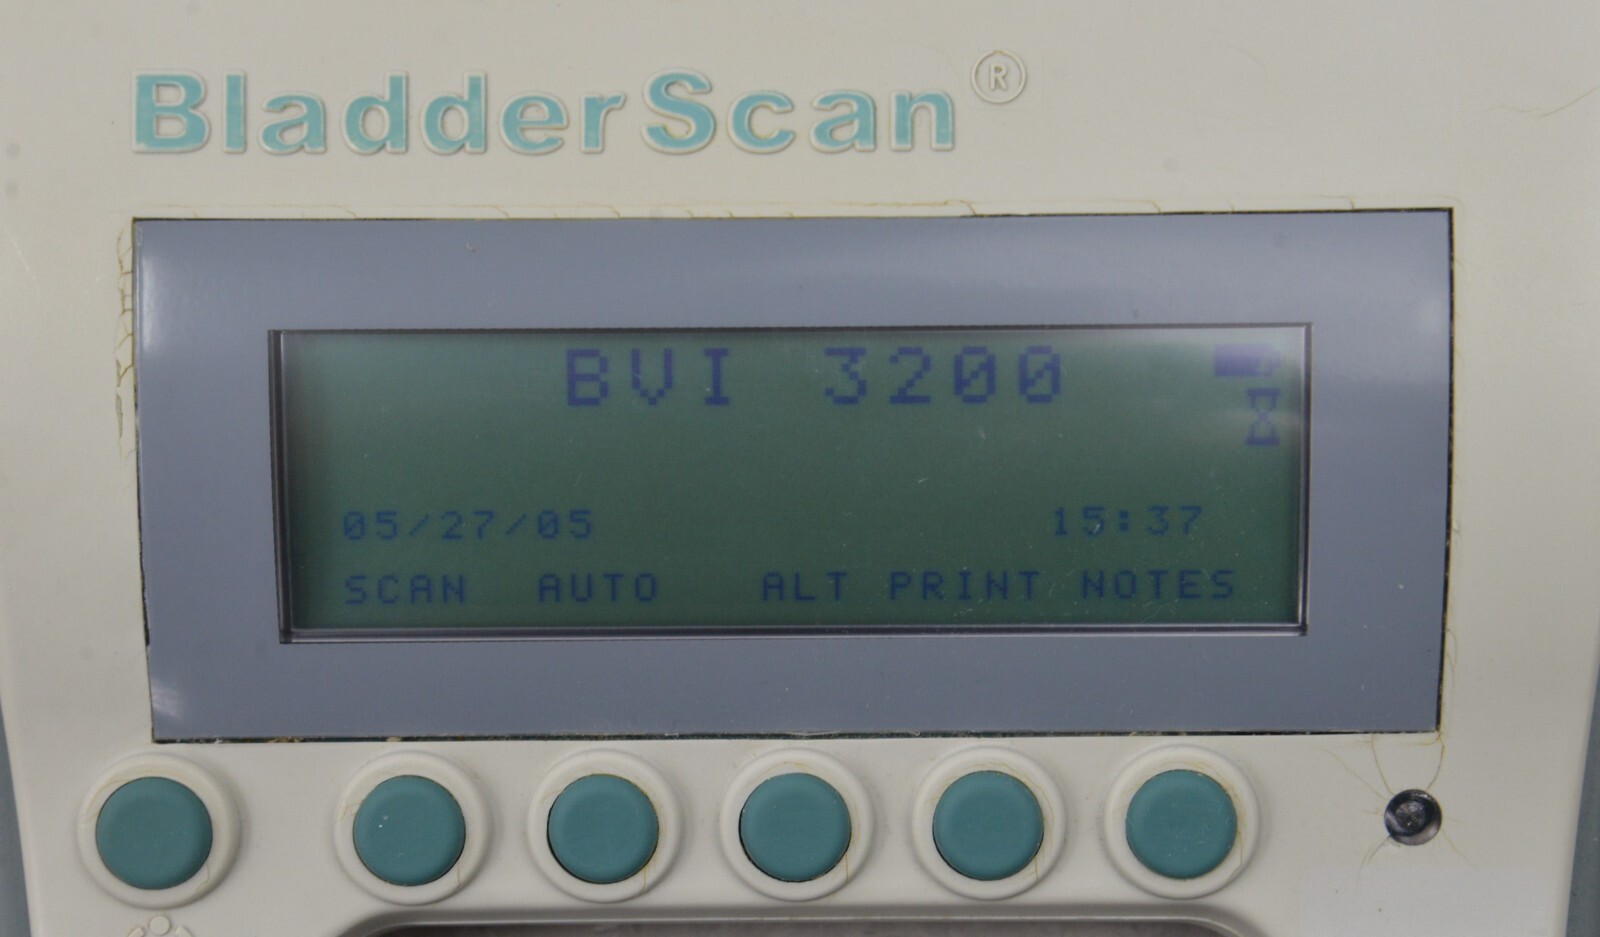 BladderScan®
BVI 3200
05/27/05 15:37
SCAN AUTO ALT PRINT NOTES